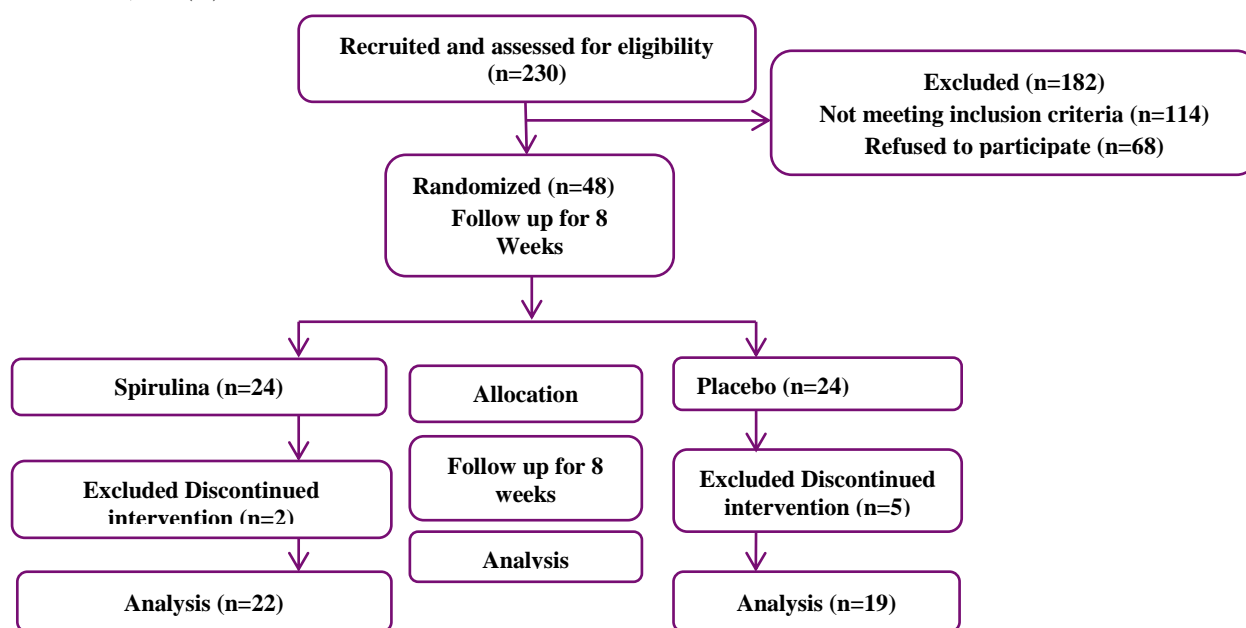 Recruited and assessed for eligibility
(n=230)
Excluded (n=182)
Not meeting inclusion criteria (n=114)
Refused to participate (n=68)
Randomized (n=48)
Follow up for 8
Weeks
Spirulina (n=24)
Allocation
Placebo (n=24)
Excluded Discontinued
intervention (n=2)
Follow up for 8
weeks
Excluded Discontinued
intervention (n=5)
Analysis
Analysis (n=22)
Analysis (n=19)